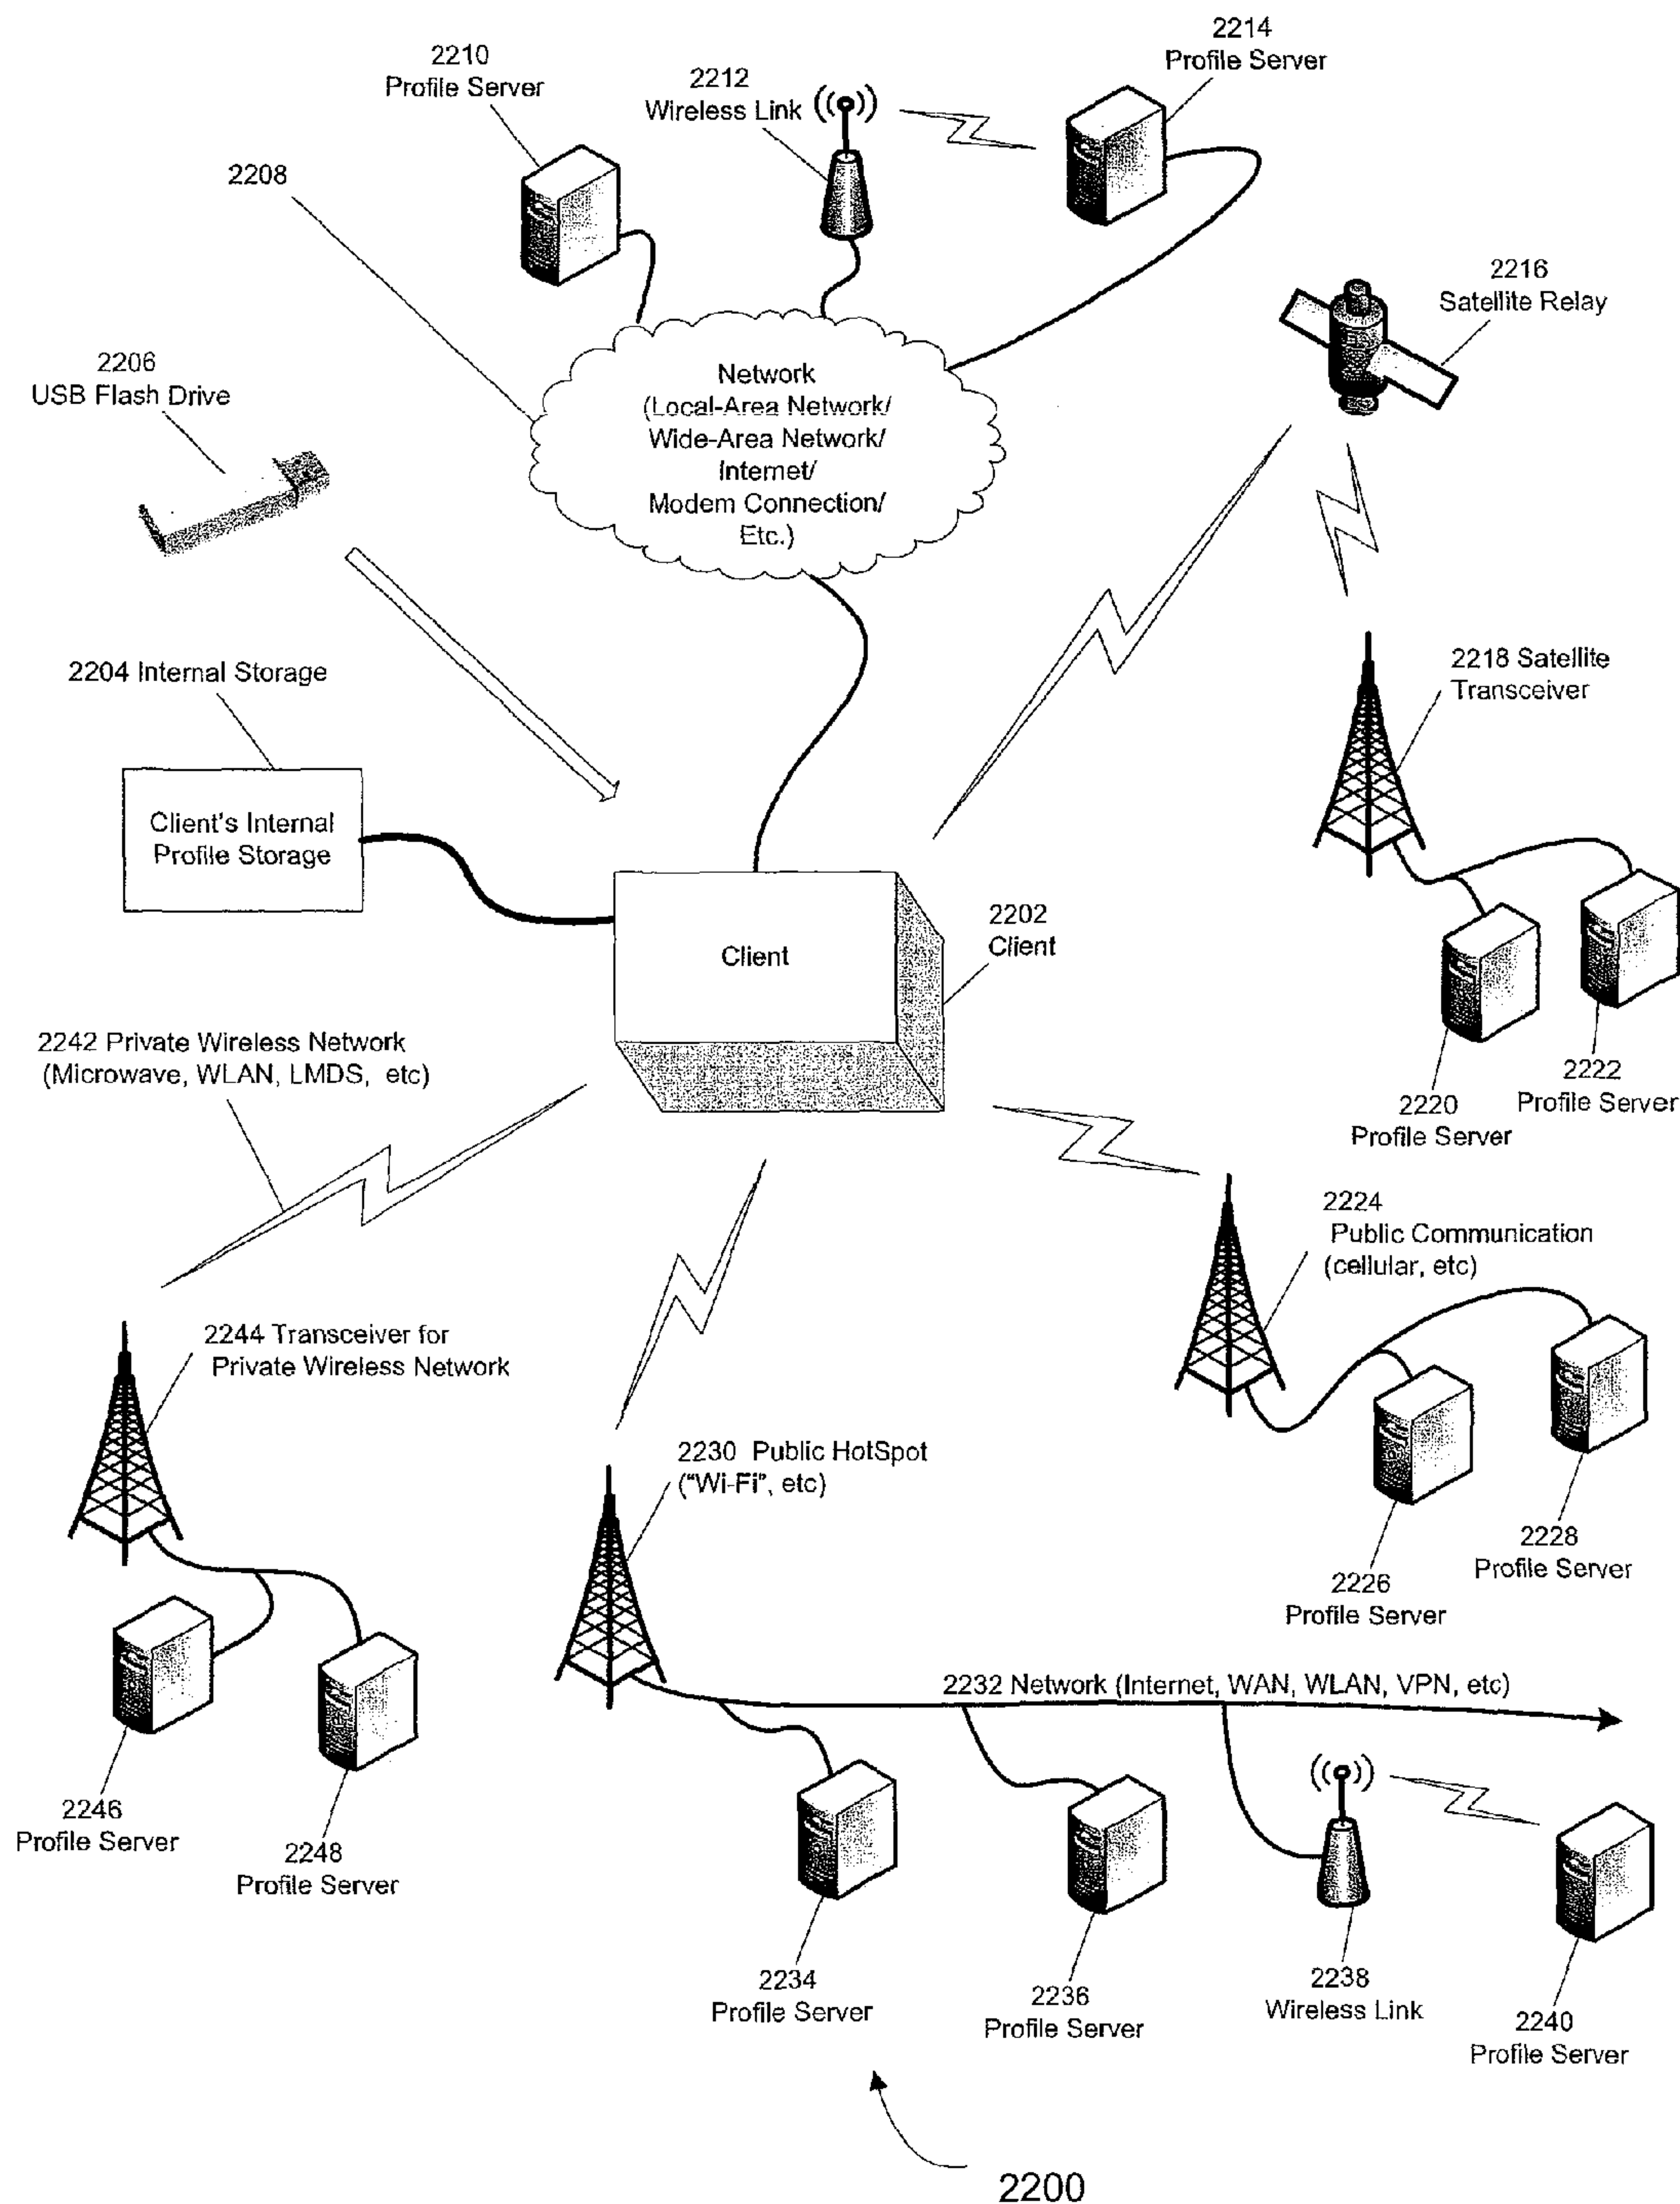 2214
Profile Server
2210
Profile Server
2212
Wireless Link
2208
2216
Satellite Relay
2206
USB Flash Drive
Network
(Local-Area Network/
Wide-Area Network/
Internet/
Modem Connection/
Etc.)
2204 Internal Storage
2218 Satellite
Transceiver
Client's Internal
Profile Storage
Client
2202
Client
2242 Private Wireless Network
(Microwave, WLAN, LMDS, etc)
2222
Profile Server
2220
Profile Server
2224
Public Communication
(cellular, etc)
2244 Transceiver for
Private Wireless Network
2230 Public HotSpot
("Wi-Fi", etc)
2228
Profile Server
2226
Profile Server
2232 Network (Internet, WAN, WLAN, VPN, etc)
2246
Profile Server
2248
Profile Server
2234
Profile Server
2236
Profile Server
2238
Wireless Link
2240
Profile Server
2200